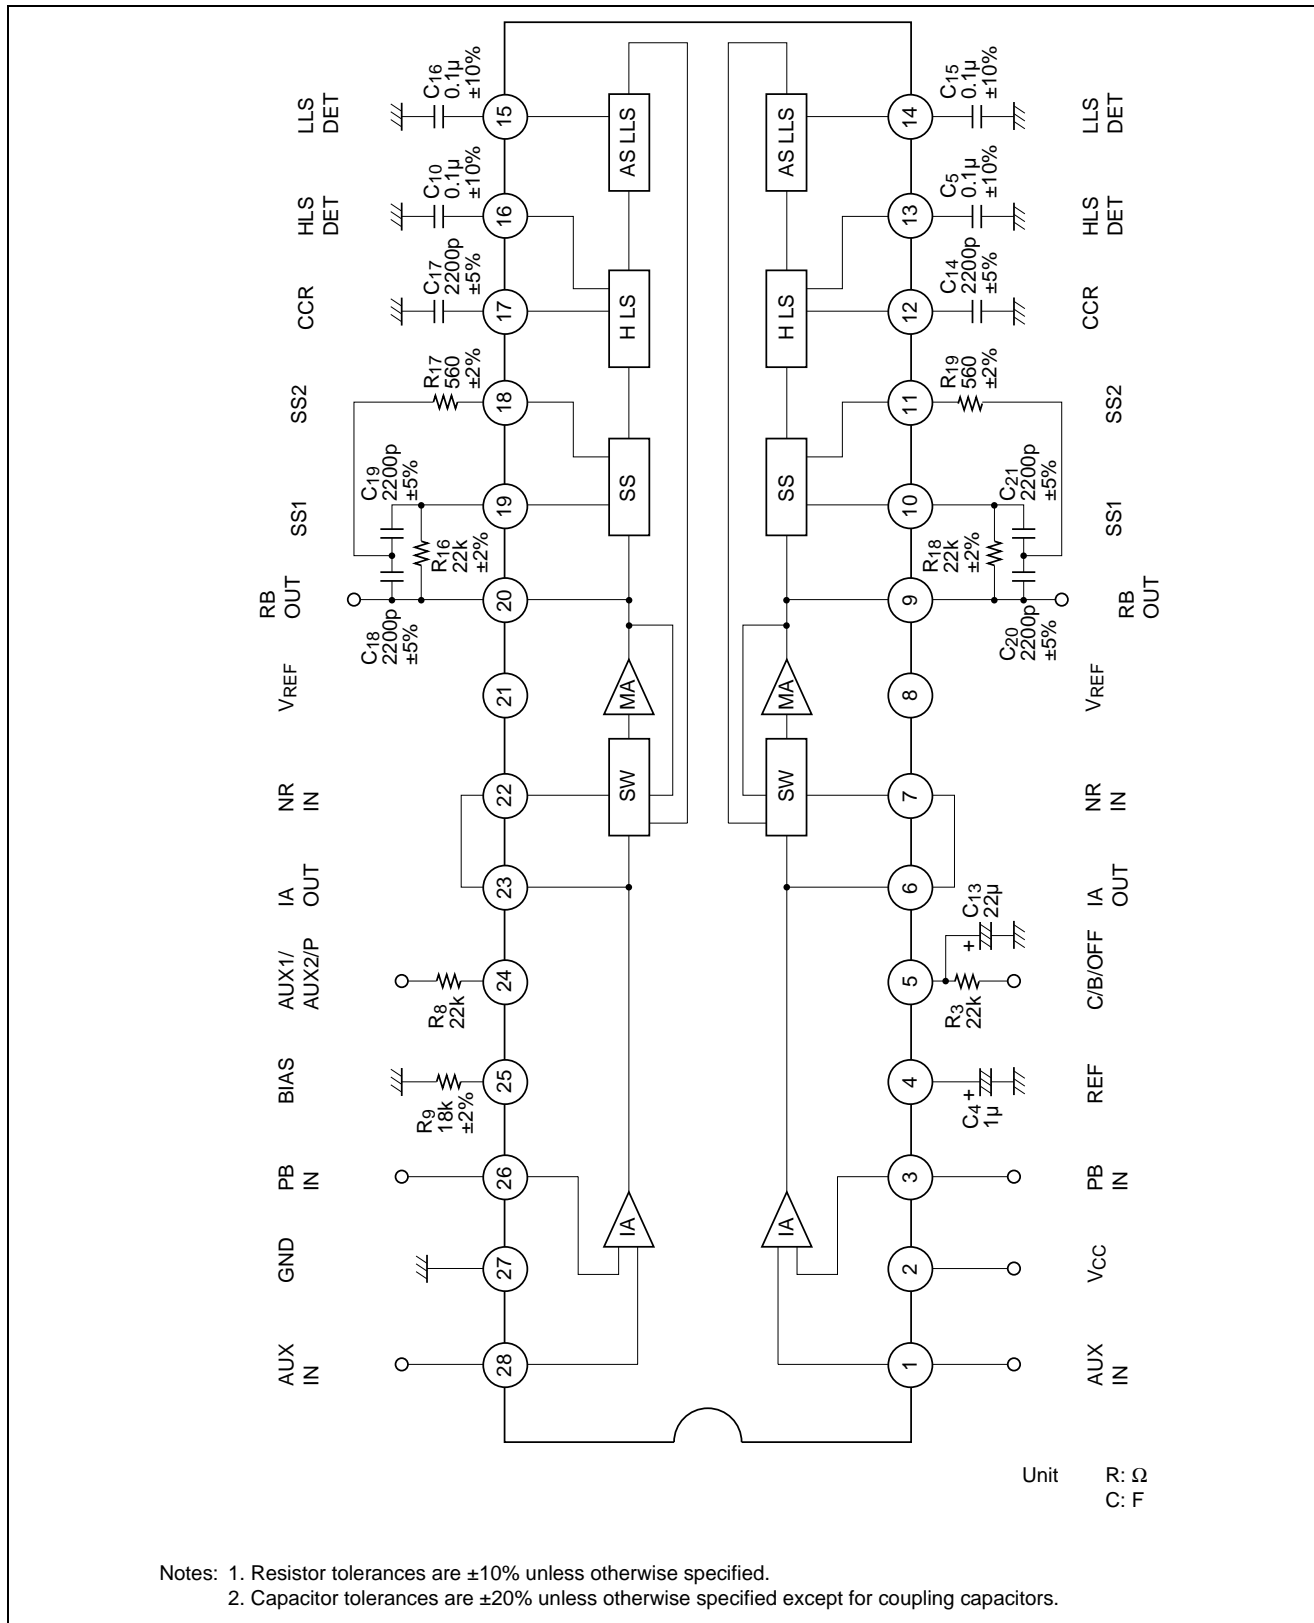 LLS
DET
C16
0.1µ
±10%
15
AS LLS
AS LLS
14
C15
0.1µ
±10%
LLS
DET
HLS
DET
C10
0.1µ
±10%
16
13
C5
0.1µ
±10%
HLS
DET
CCR
C17
2200p
±5%
17
H LS
H LS
12
C14
2200p
±5%
CCR
SS2
R17
560
±2%
18
11
R19
560
±2%
SS2
SS1
C19
2200p
±5%
19
SS
SS
10
C21
2200p
±5%
SS1
R16
22k
±2%
R18
22k
±2%
RB
OUT
C18
2200p
±5%
20
9
C20
2200p
±5%
RB
OUT
VREF
21
MA
MA
8
VREF
NR
IN
22
SW
SW
7
NR
IN
IA
OUT
23
6
IA
OUT
C13
22µ
+
AUX1/
AUX2/P
R8
22k
24
5
R3
22k
C/B/OFF
BIAS
R9
18k
±2%
25
4
C4
1µ
+
REF
PB
IN
26
IA
IA
3
PB
IN
GND
27
2
VCC
AUX
IN
28
1
AUX
IN
Unit R: Ω
C: F
Notes: 1. Resistor tolerances are ±10% unless otherwise specified.
2. Capacitor tolerances are ±20% unless otherwise specified except for coupling capacitors.